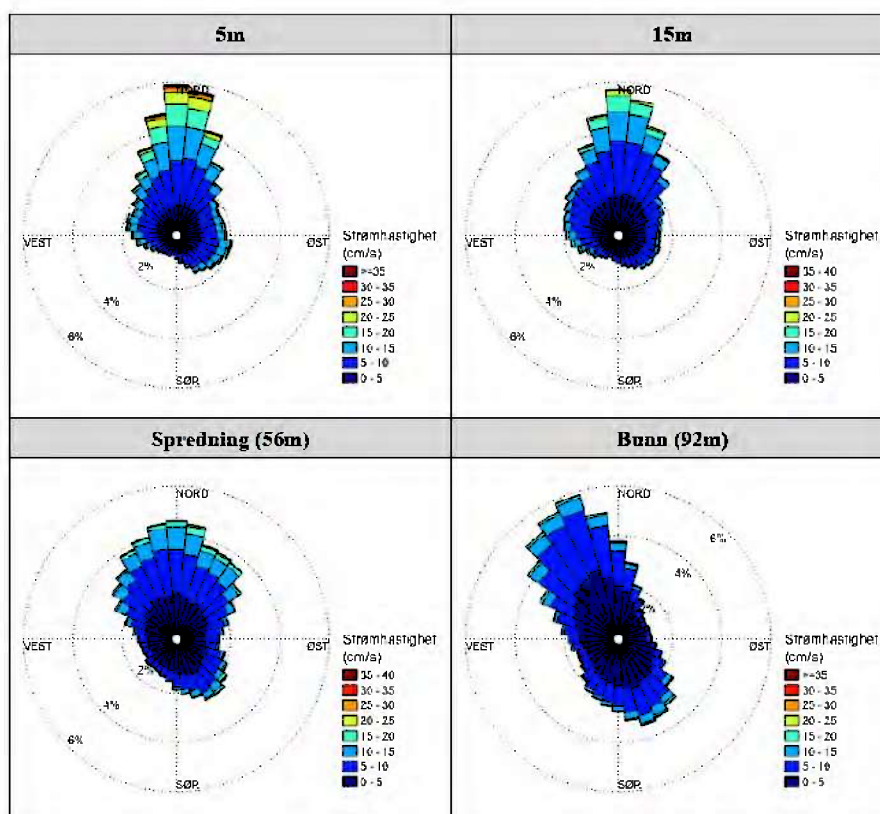 5m
15m
NORD
VEST
ØST
SØR
2%
4%
6%
Strømhastighet
(cm/s)
>=35
30 - 35
25 - 30
20 - 25
15 - 20
10 - 15
5 - 10
0 - 5
NORD
VEST
ØST
SØR
2%
4%
6%
Strømhastighet
(cm/s)
35 - 40
30 - 35
25 - 30
20 - 25
15 - 20
10 - 15
5 - 10
0 - 5
Spredning (56m)
Bunn (92m)
NORD
VEST
ØST
SØR
2%
4%
6%
Strømhastighet
(cm/s)
35 - 40
30 - 35
25 - 30
20 - 25
15 - 20
10 - 15
5 - 10
0 - 5
NORD
VEST
ØST
SØR
6%
4%
2%
Strømhastighet
(cm/s)
>=35
30 - 35
25 - 30
20 - 25
15 - 20
10 - 15
5 - 10
0 - 5